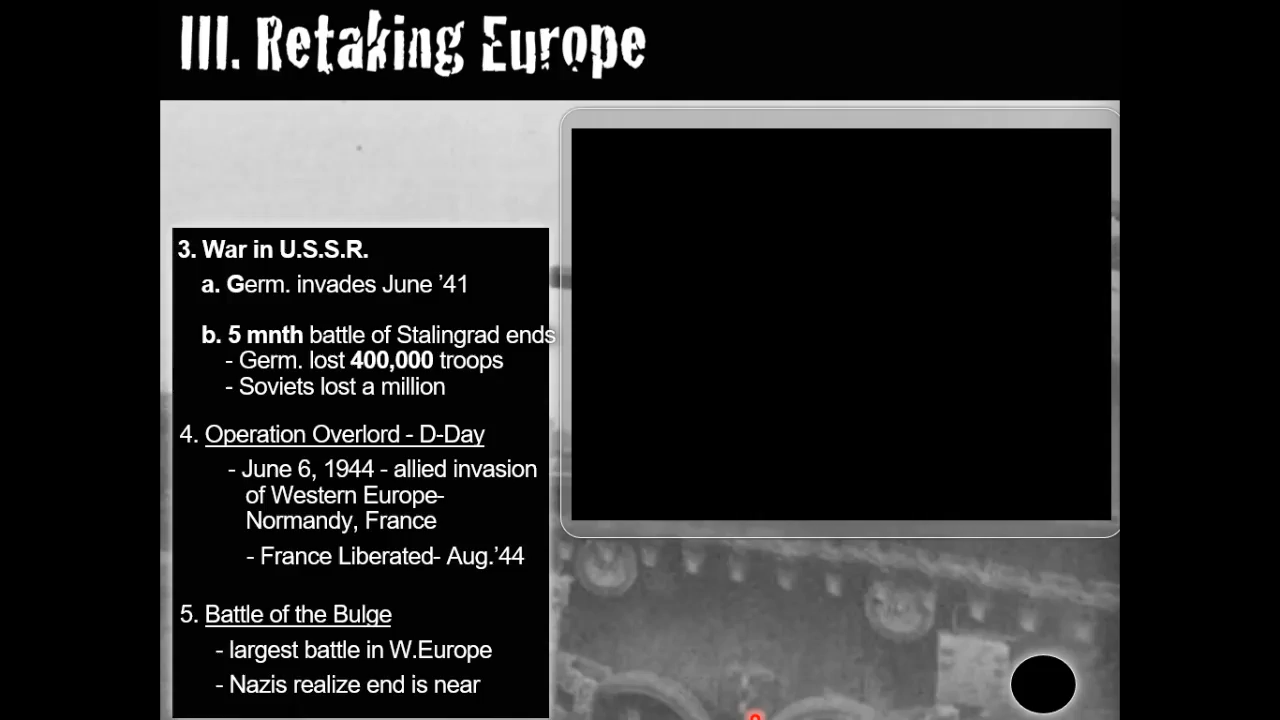 III. Retaking Europe
3. War in U.S.S.R.
a. Germ. invades June ’41
b. 5 mnth battle of Stalingrad ends
- Germ. lost 400,000 troops
- Soviets lost a million
4. Operation Overlord - D-Day
- June 6, 1944 - allied invasion
of Western Europe-
Normandy, France
- France Liberated- Aug.’44
5. Battle of the Bulge
- largest battle in W.Europe
- Nazis realize end is near